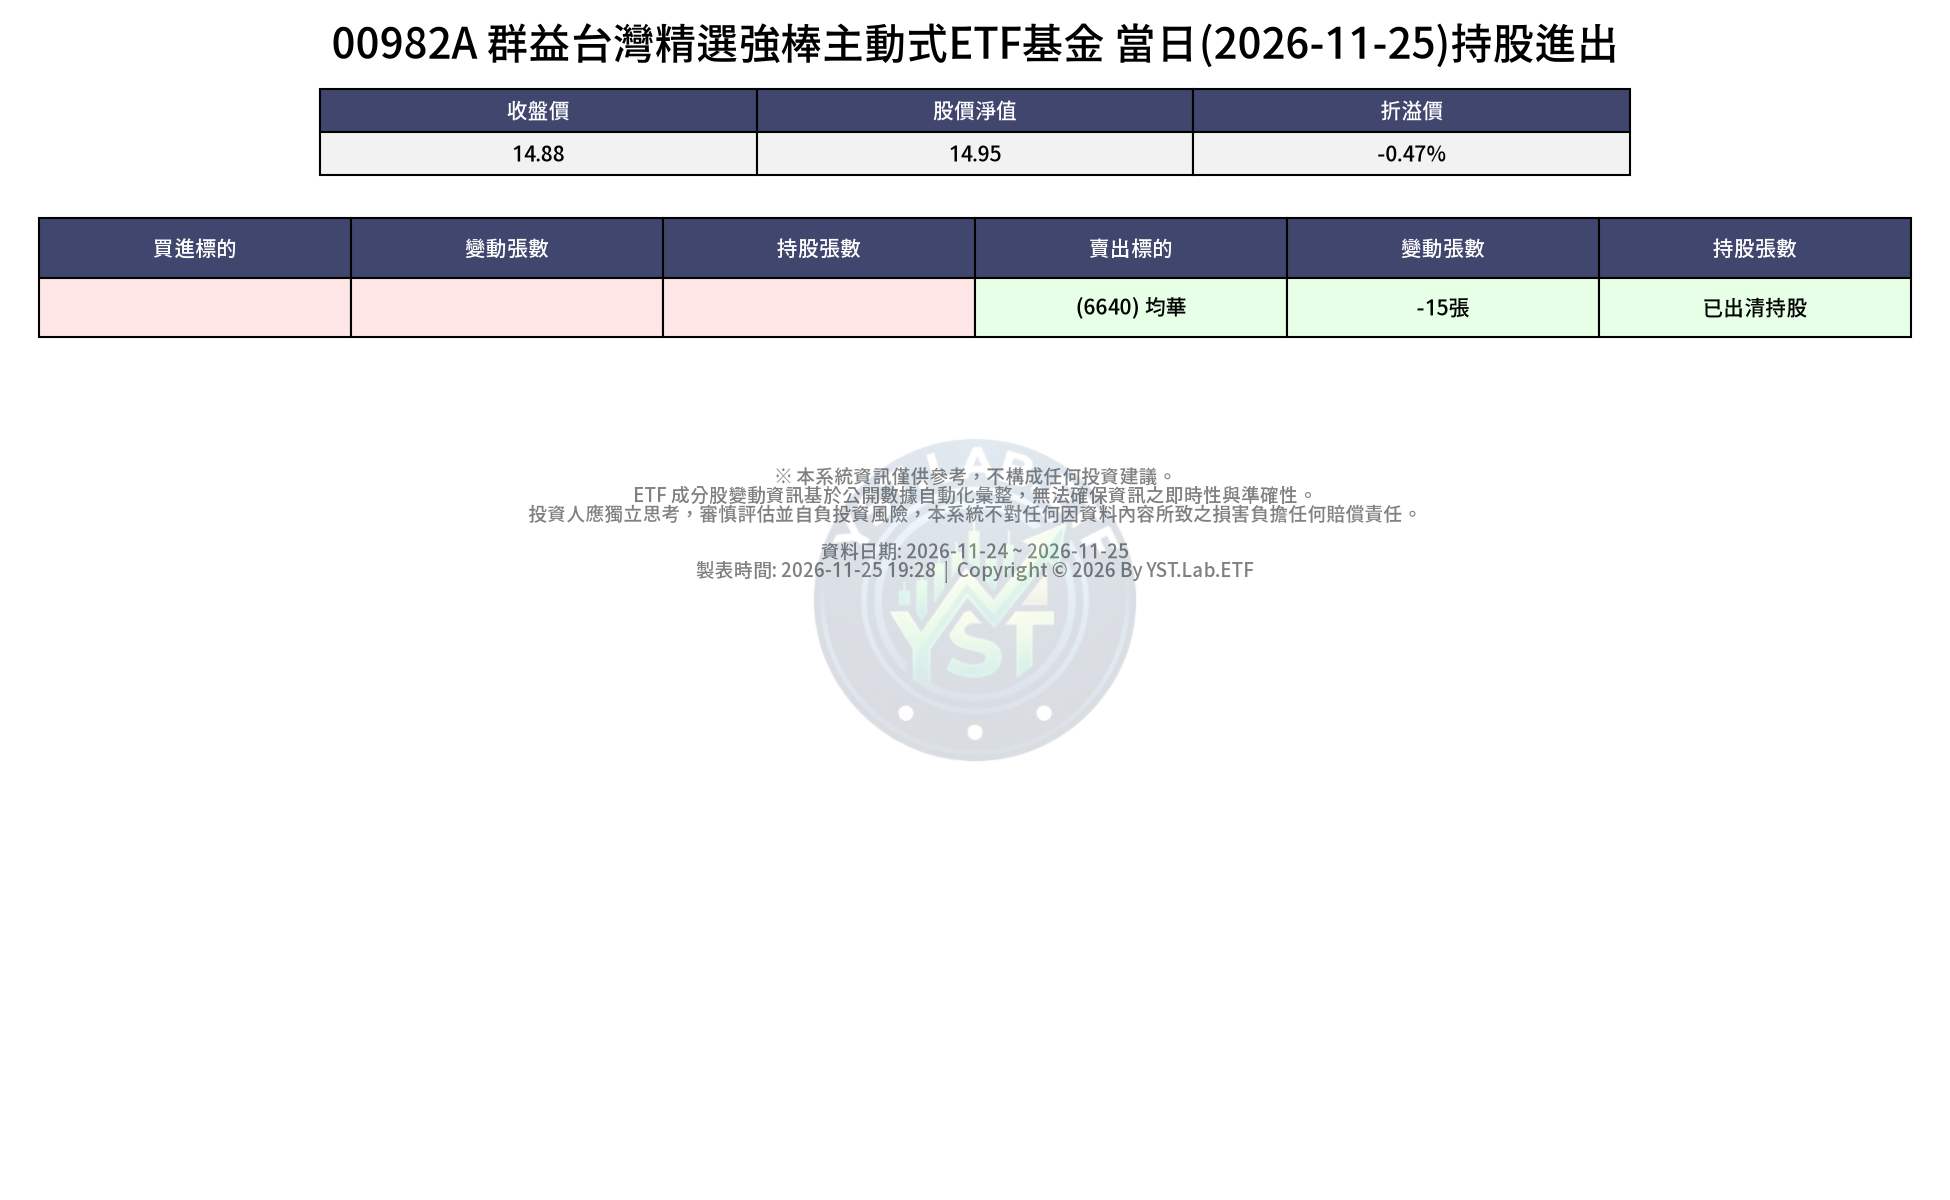 00982A 群益台灣精選強棒主動式ETF基金 當日(2026-11-25)持股進出
收盤價 股價淨值 折溢價
14.88 14.95 -0.47%
買進標的 變動張數 持股張數 賣出標的 變動張數 持股張數
(6640) 均華 -15張 已出清持股
※ 本系統資訊僅供參考，不構成任何投資建議。
ETF 成分股變動資訊基於公開數據自動化彙整，無法確保資訊之即時性與準確性。
投資人應獨立思考，審慎評估並自負投資風險，本系統不對任何因資料內容所致之損害負擔任何賠償責任。
資料日期: 2026-11-24 ~ 2026-11-25
製表時間: 2026-11-25 19:28 | Copyright © 2026 By YST.Lab.ETF
YST